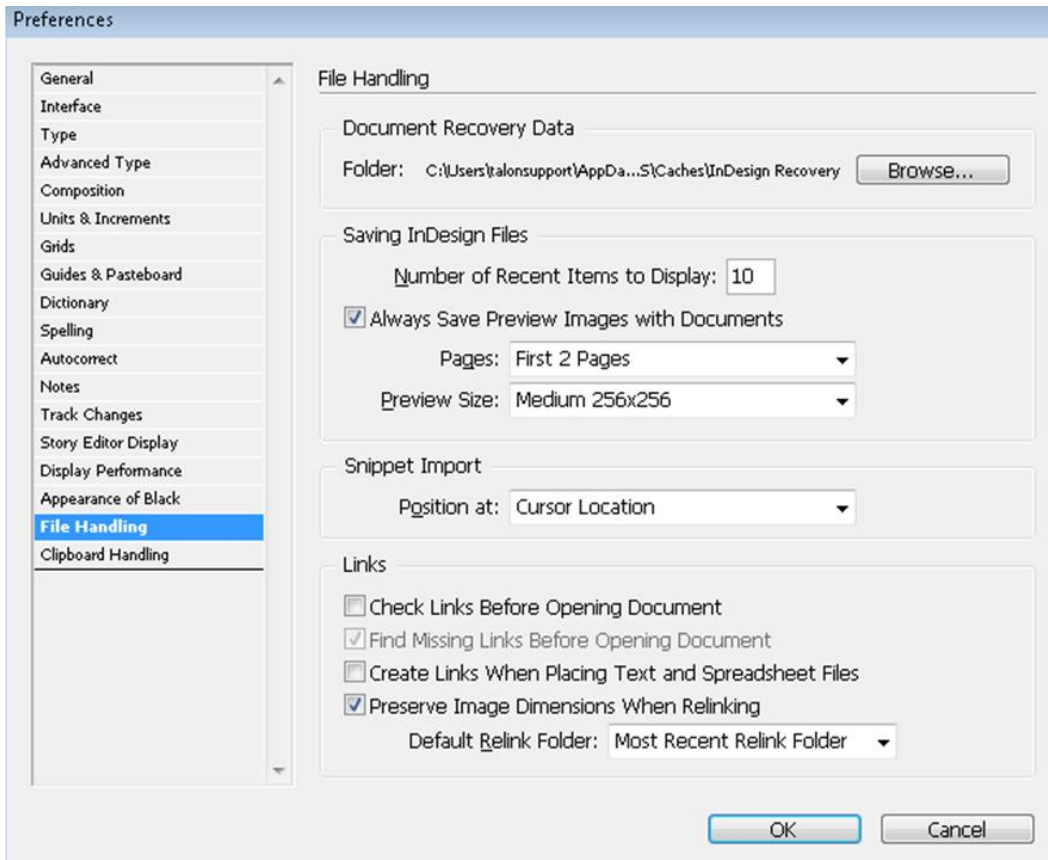 Preferences
General
Interface
Type
Advanced Type
Composition
Units & Increments
Grids
Guides & Pasteboard
Dictionary
Spelling
Autocorrect
Notes
Track Changes
Story Editor Display
Display Performance
Appearance of Black
File Handling
Clipboard Handling
File Handling
Document Recovery Data
Folder: C:\Users\talonsupport\AppDa...S\Caches\InDesign Recovery Browse...
Saving InDesign Files
Number of Recent Items to Display: 10
Always Save Preview Images with Documents
Pages: First 2 Pages
Preview Size: Medium 256x256
Snippet Import
Position at: Cursor Location
Links
Check Links Before Opening Document
Find Missing Links Before Opening Document
Create Links When Placing Text and Spreadsheet Files
Preserve Image Dimensions When Relinking
Default Relink Folder: Most Recent Relink Folder
OK Cancel